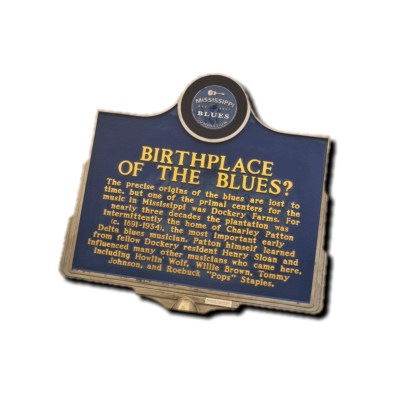 MISSISSIPPI
BLUES
BIRTHPLACE
OF THE BLUES?
The precise origins of the blues are lost to
time, but one of the primal centers for the
music in Mississippi was Dockery Farms. For
nearly three decades the plantation was
intermittently the home of Charley Patton
(c. 1891-1934), the most important early
Delta blues musician. Patton himself learned
from fellow Dockery resident Henry Sloan and
influenced many other musicians who came here,
including Howlin' Wolf, Willie Brown, Tommy
Johnson, and Roebuck "Pops" Staples.